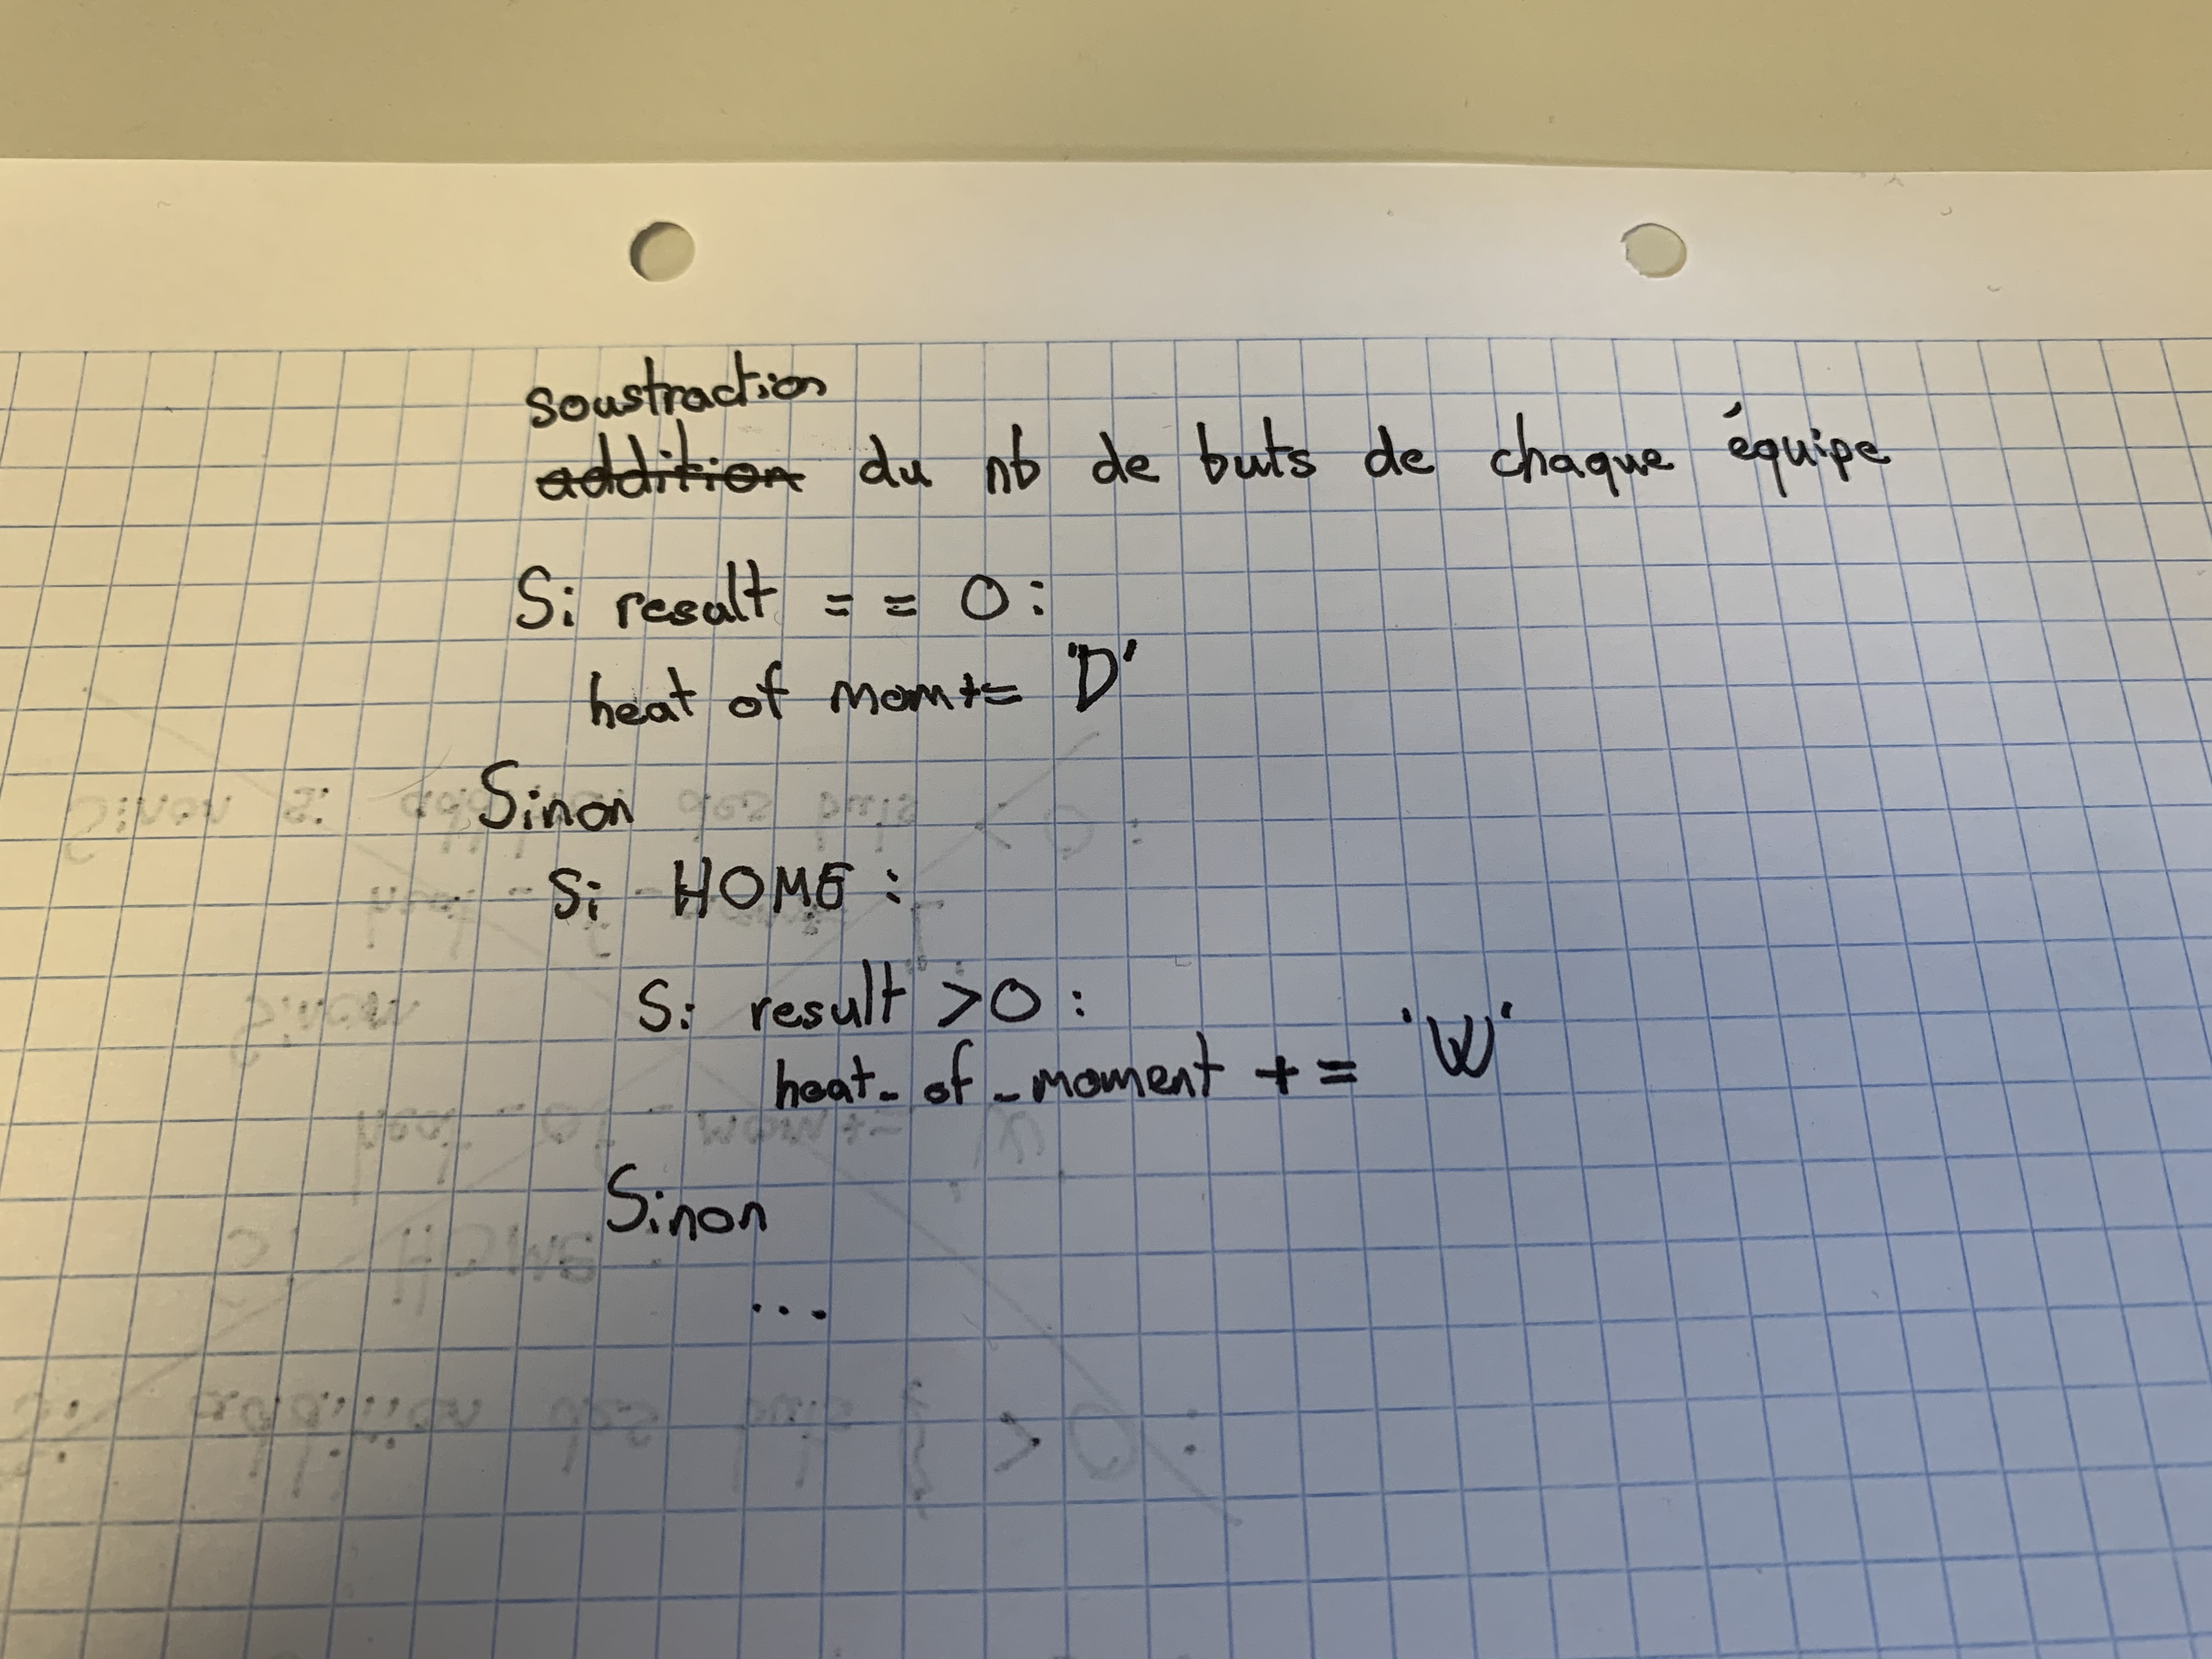 soustraction
addition du nb de buts de chaque équipe
Si result == 0:
heat of mom+= 'D'
Sinon
Si HOME :
Si result >0 :
heat_of_moment += 'W'
Sinon
...